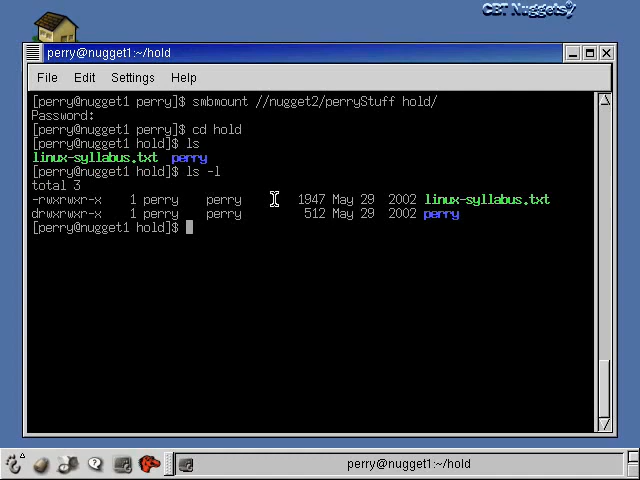 CBT Nuggets
perry@nugget1:~/hold
File Edit Settings Help
[perry@nugget1 perry]$ smbmount //nugget2/perryStuff hold/
Password:
[perry@nugget1 perry]$ cd hold
[perry@nugget1 hold]$ ls
linux-syllabus.txt perry
[perry@nugget1 hold]$ ls -l
total 3
-rwxrwxr-x 1 perry perry 1947 May 29 2002 linux-syllabus.txt
drwxrwxr-x 1 perry perry 512 May 29 2002 perry
[perry@nugget1 hold]$
perry@nugget1:~/hold